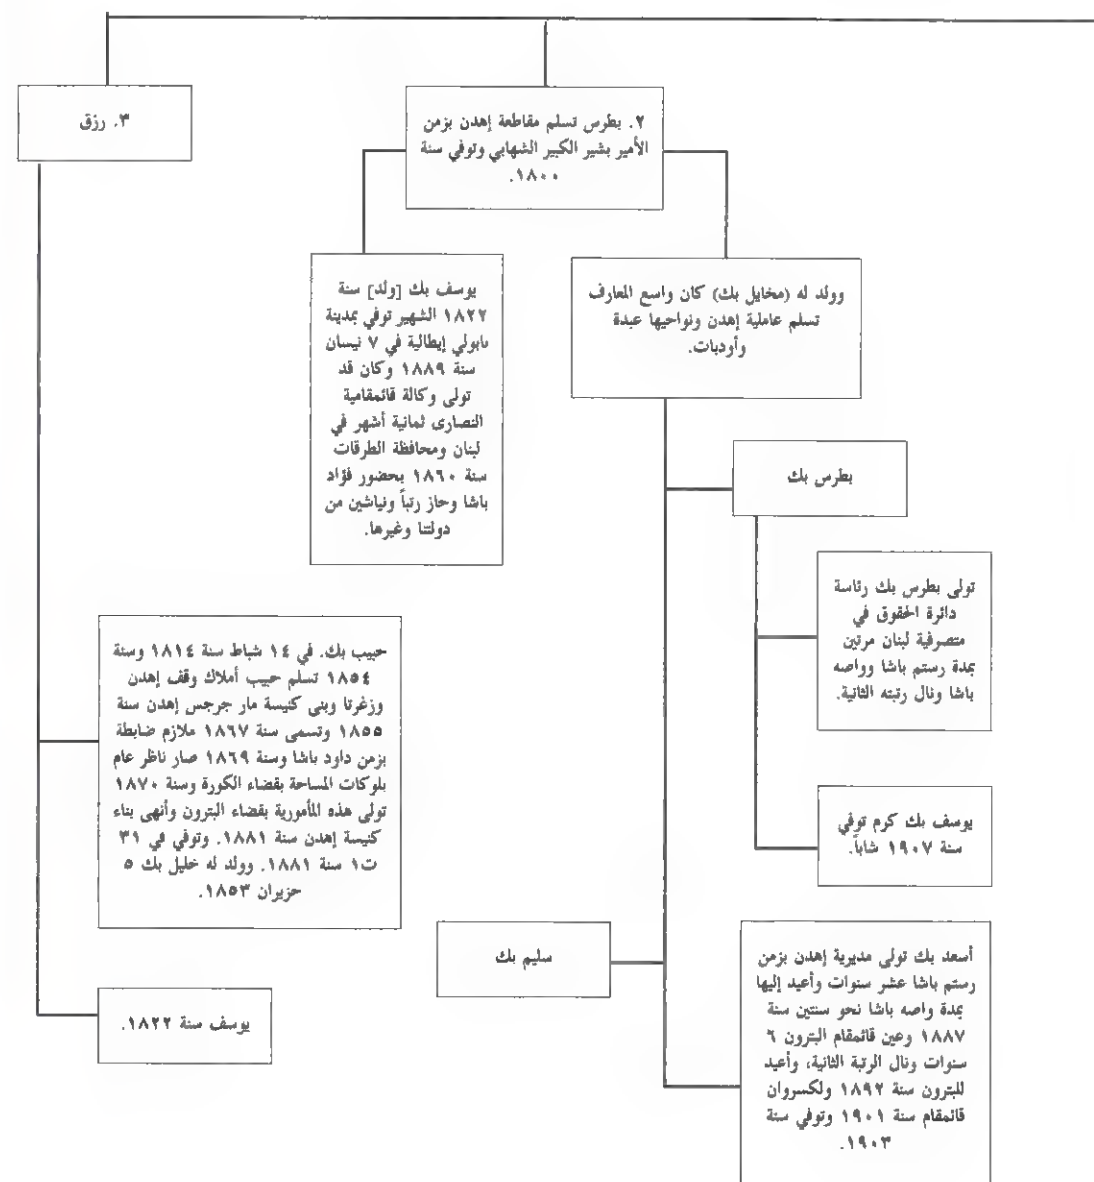 ٣. رزق
٢. بطرس تسلم مقاطعة إهدن بزمن
الأمير بشير الكبير الشهابي وتوفي سنة
١٨٠٠.
يوسف بك [ولد] سنة
١٨٢٢ الشهير توفي بمدينة
نابولي إيطالية في ٧ نيسان
سنة ١٨٨٩ وكان قد
تولى وكالة قائمقامية
النصارى ثمانية أشهر في
لبنان ومحافظة الطرقات
سنة ١٨٦٠ بحضور فؤاد
باشا وحاز رتباً ونياشين من
دولتنا وغيرها.
وولد له (مخايل بك) كان واسع المعارف
تسلم عاملية إهدن ونواحيها عبدة
وأودبات.
بطرس بك
تولى بطرس بك رئاسة
دائرة الحقوق في
متصرفية لبنان مرتين
بمدة رستم باشا وواصه
باشا ونال رتبته الثانية.
يوسف بك كرم توفي
سنة ١٩٠٧ شاباً.
حبيب بك. في ١٤ شباط سنة ١٨١٤ وسنة
١٨٥٤ تسلم حبيب أملاك وقف إهدن
وزغرتا وبنى كنيسة مار جرجس إهدن سنة
١٨٥٥ وتسمى سنة ١٨٦٧ ملازم ضابطة
بزمن داود باشا وسنة ١٨٦٩ صار ناظر عام
بلوكات المساحة بقضاء الكورة وسنة ١٨٧٠
تولى هذه المأمورية بقضاء البترون وأنهى بناء
كنيسة إهدن سنة ١٨٨١. وتوفي في ٣١
ت١ سنة ١٨٨١. وولد له خليل بك ٥
حزيران ١٨٥٣.
يوسف سنة ١٨٢٢.
سليم بك
أسعد بك تولى مديرية إهدن بزمن
رستم باشا عشر سنوات وأعيد إليها
بمدة واصه باشا نحو سنتين سنة
١٨٨٧ وعين قائمقام البترون ٦
سنوات ونال الرتبة الثانية، وأعيد
للبترون سنة ١٨٩٢ ولكسروان
قائمقام سنة ١٩٠١ وتوفي سنة
١٩٠٣.